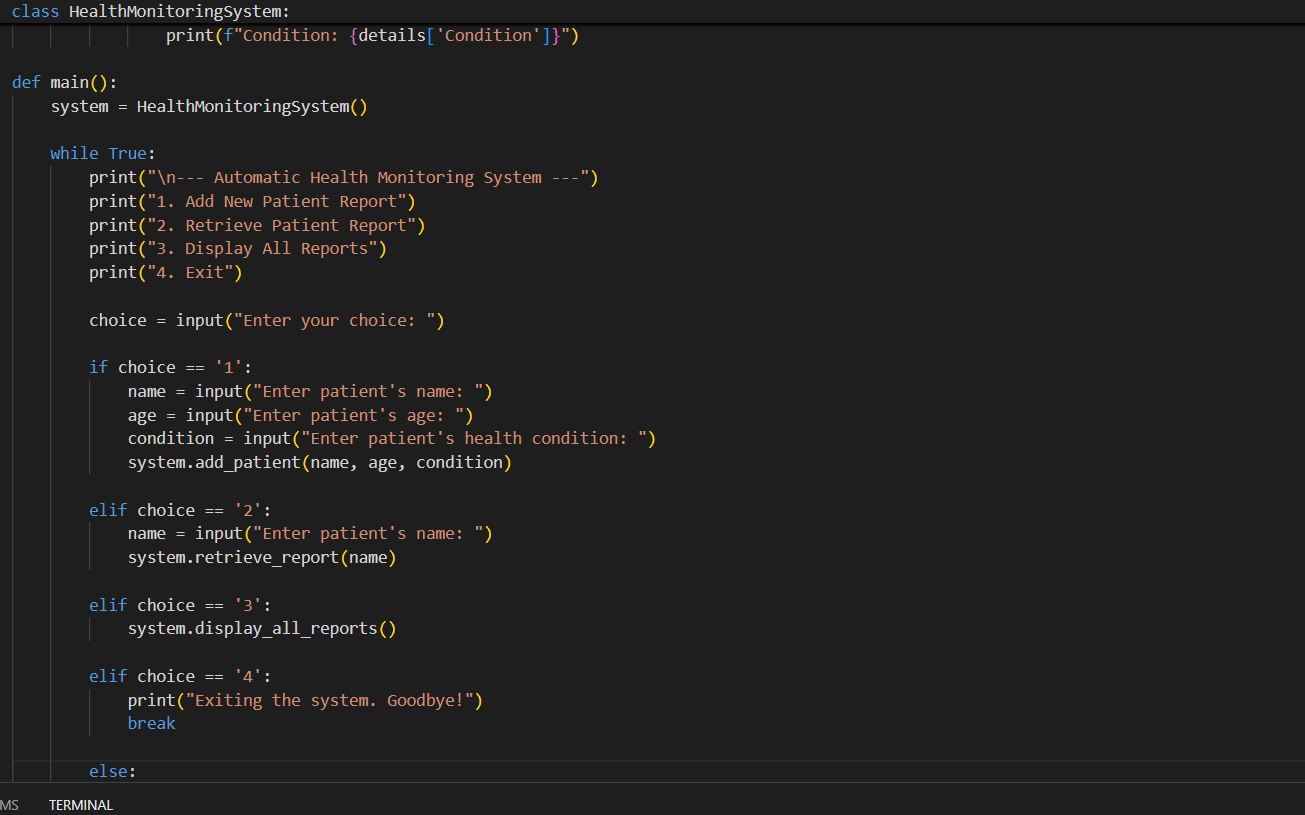 class HealthMonitoringSystem:
                print(f"Condition: {details['Condition']}")
def main():
    system = HealthMonitoringSystem()
    while True:
        print("\n--- Automatic Health Monitoring System ---")
        print("1. Add New Patient Report")
        print("2. Retrieve Patient Report")
        print("3. Display All Reports")
        print("4. Exit")
        choice = input("Enter your choice: ")
        if choice == '1':
            name = input("Enter patient's name: ")
            age = input("Enter patient's age: ")
            condition = input("Enter patient's health condition: ")
            system.add_patient(name, age, condition)
        elif choice == '2':
            name = input("Enter patient's name: ")
            system.retrieve_report(name)
        elif choice == '3':
            system.display_all_reports()
        elif choice == '4':
            print("Exiting the system. Goodbye!")
            break
        else:
MS TERMINAL